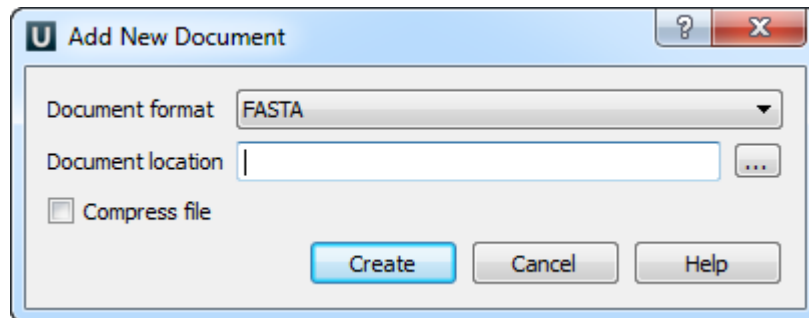 U Add New Document ?
Document format FASTA
Document location ...
Compress file
Create Cancel Help